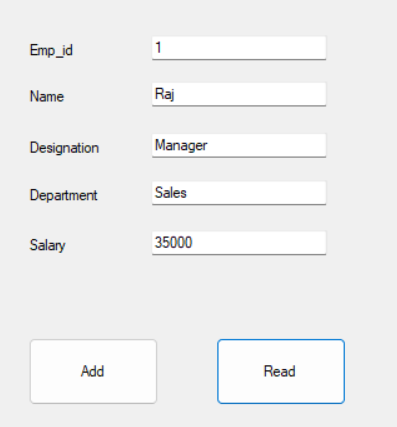 Emp_id 1
Name Raj
Designation Manager
Department Sales
Salary 35000
Add Read